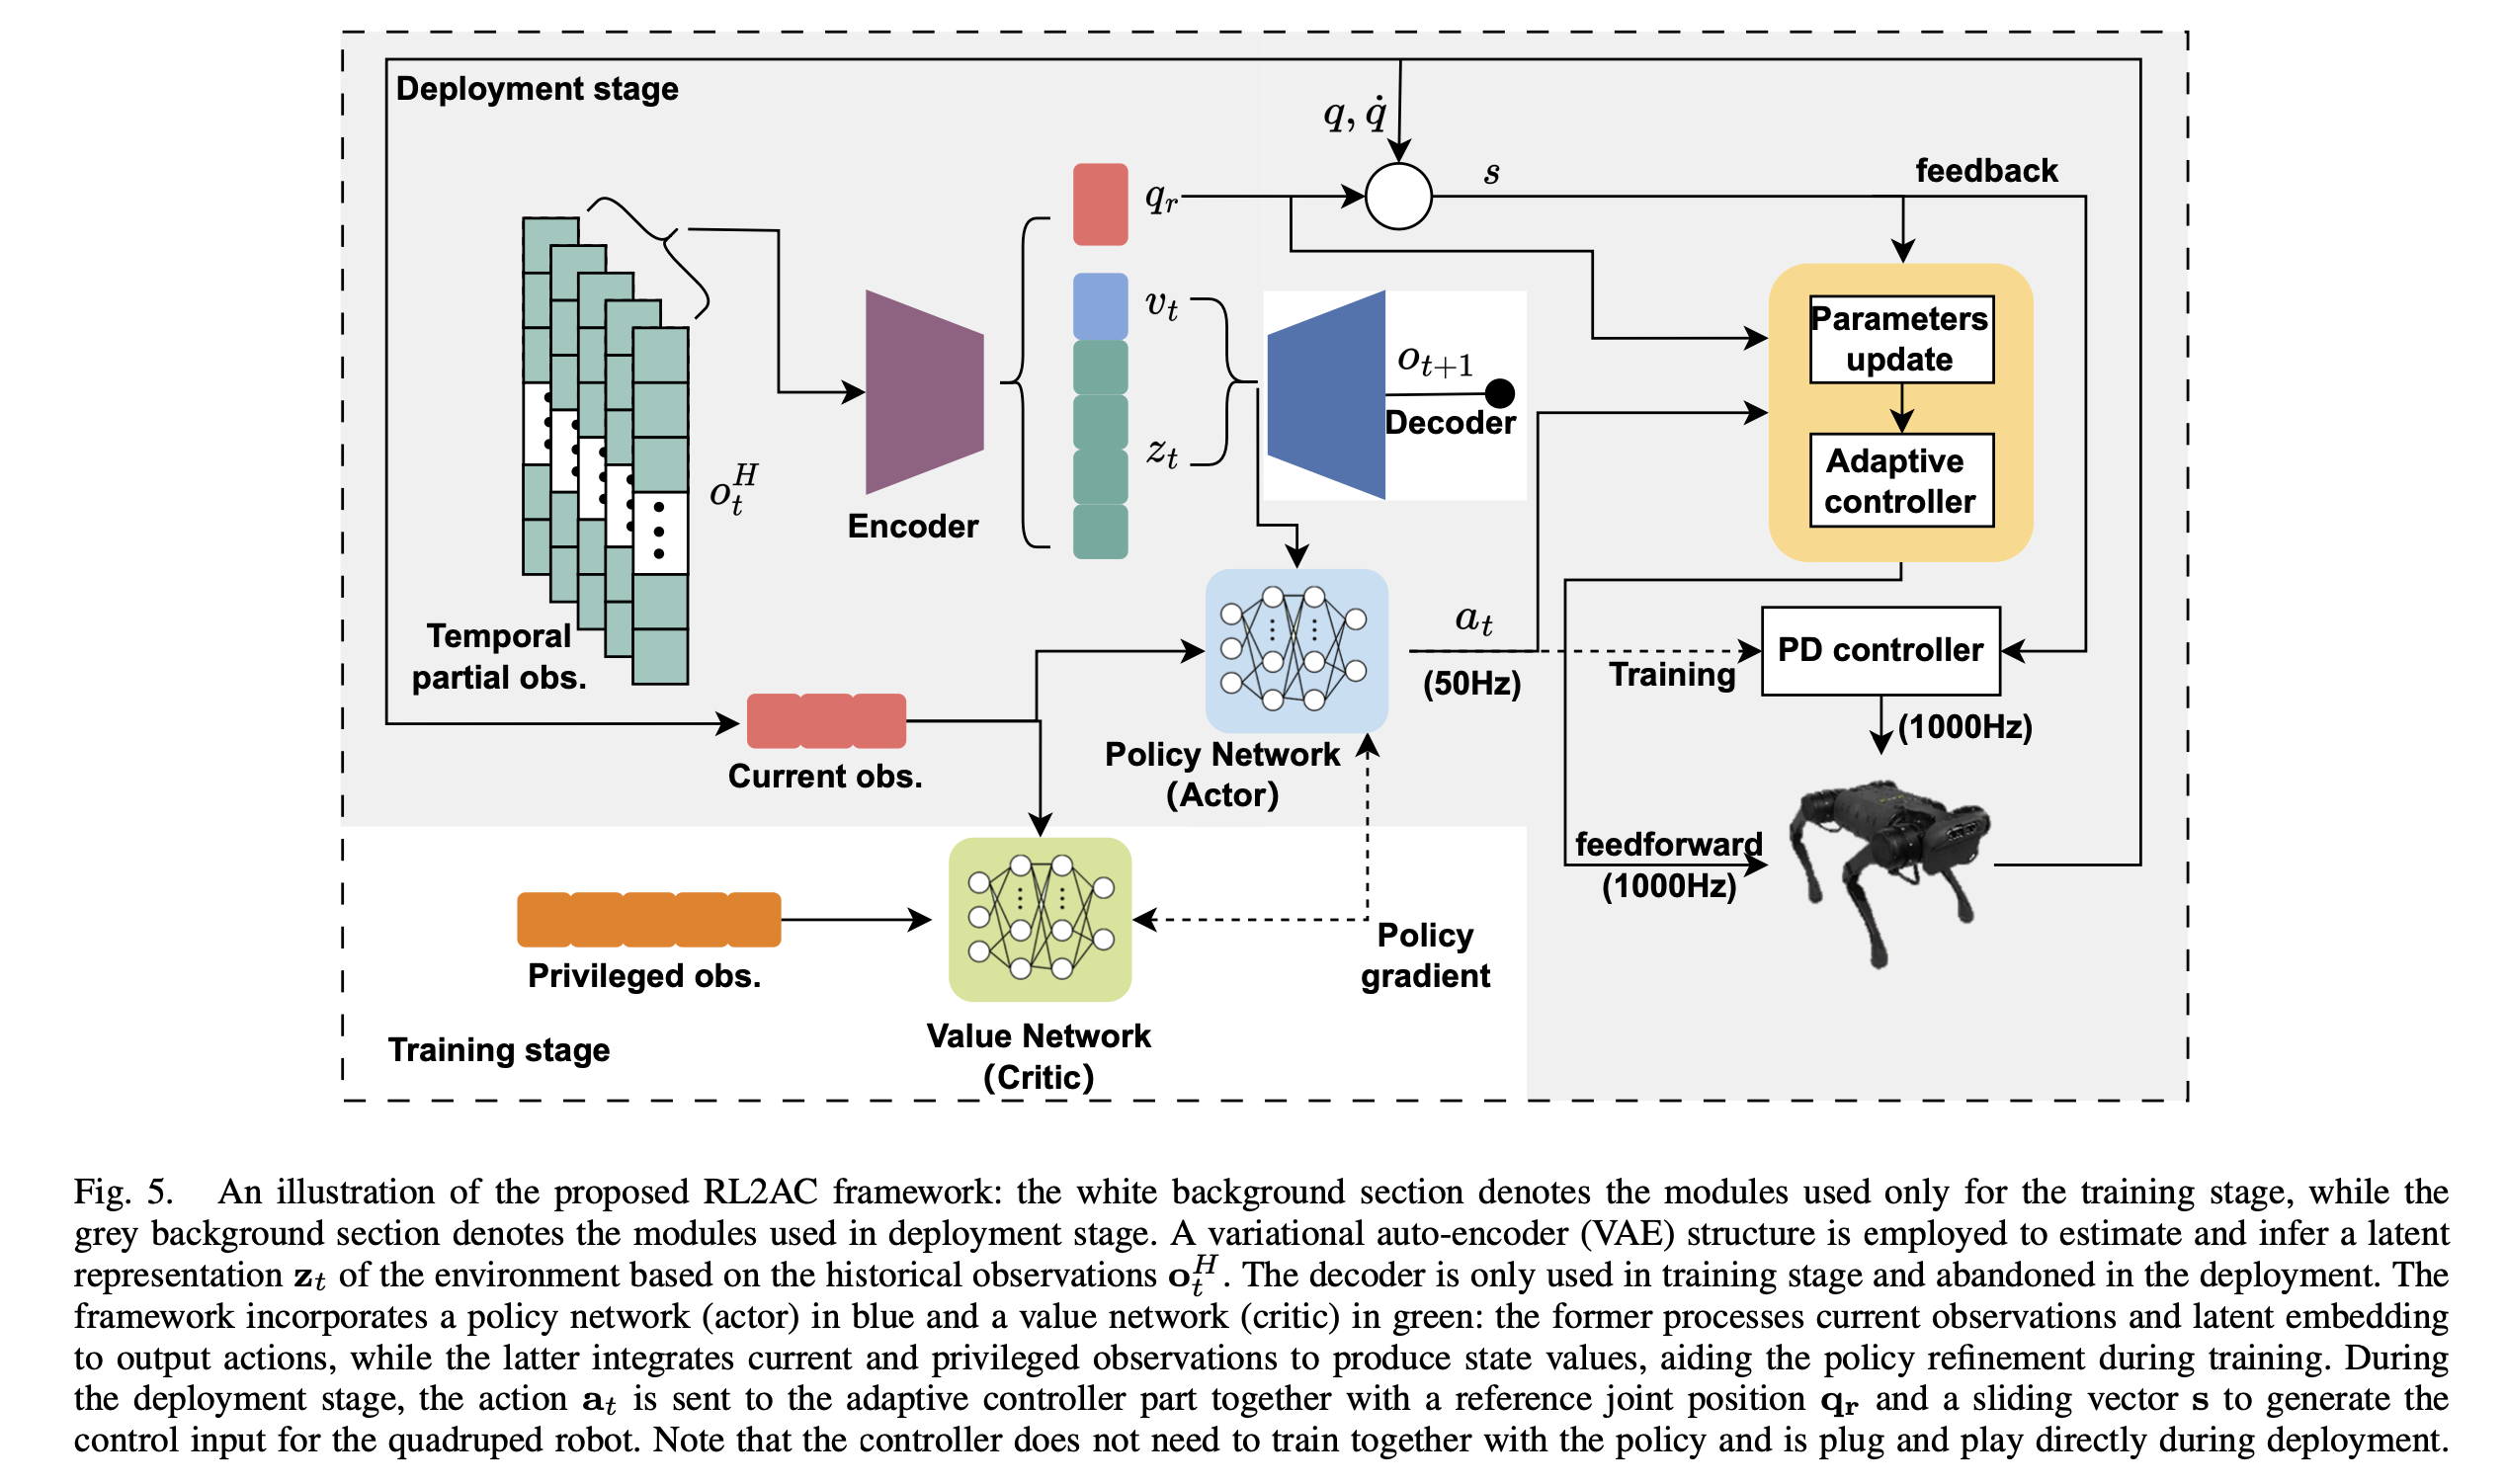 Deployment stage
q, q̇
q_r
s
feedback
v_t
Parameters
update
o_{t+1}
Decoder
z_t
Adaptive
controller
o_t^H
Encoder
Temporal
partial obs.
a_t
(50Hz)
Training
PD controller
(1000Hz)
Current obs.
Policy Network
(Actor)
feedforward
(1000Hz)
Privileged obs.
Policy
gradient
Training stage
Value Network
(Critic)
Fig. 5. An illustration of the proposed RL2AC framework: the white background section denotes the modules used only for the training stage, while the
grey background section denotes the modules used in deployment stage. A variational auto-encoder (VAE) structure is employed to estimate and infer a latent
representation z_t of the environment based on the historical observations o_t^H. The decoder is only used in training stage and abandoned in the deployment. The
framework incorporates a policy network (actor) in blue and a value network (critic) in green: the former processes current observations and latent embedding
to output actions, while the latter integrates current and privileged observations to produce state values, aiding the policy refinement during training. During
the deployment stage, the action a_t is sent to the adaptive controller part together with a reference joint position q_r and a sliding vector s to generate the
control input for the quadruped robot. Note that the controller does not need to train together with the policy and is plug and play directly during deployment.